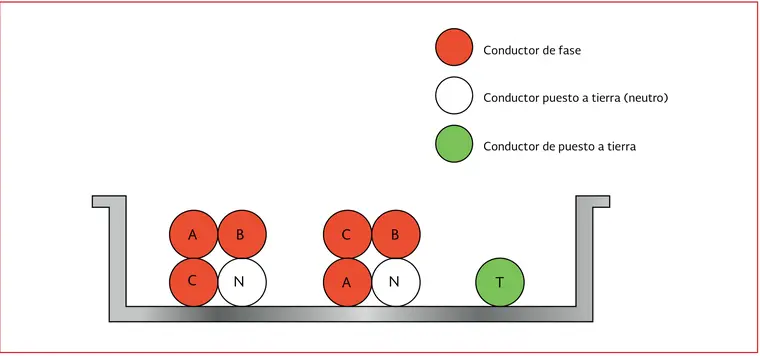 Conductor de fase
Conductor puesto a tierra (neutro)
Conductor de puesto a tierra
A B C B
C N A N T